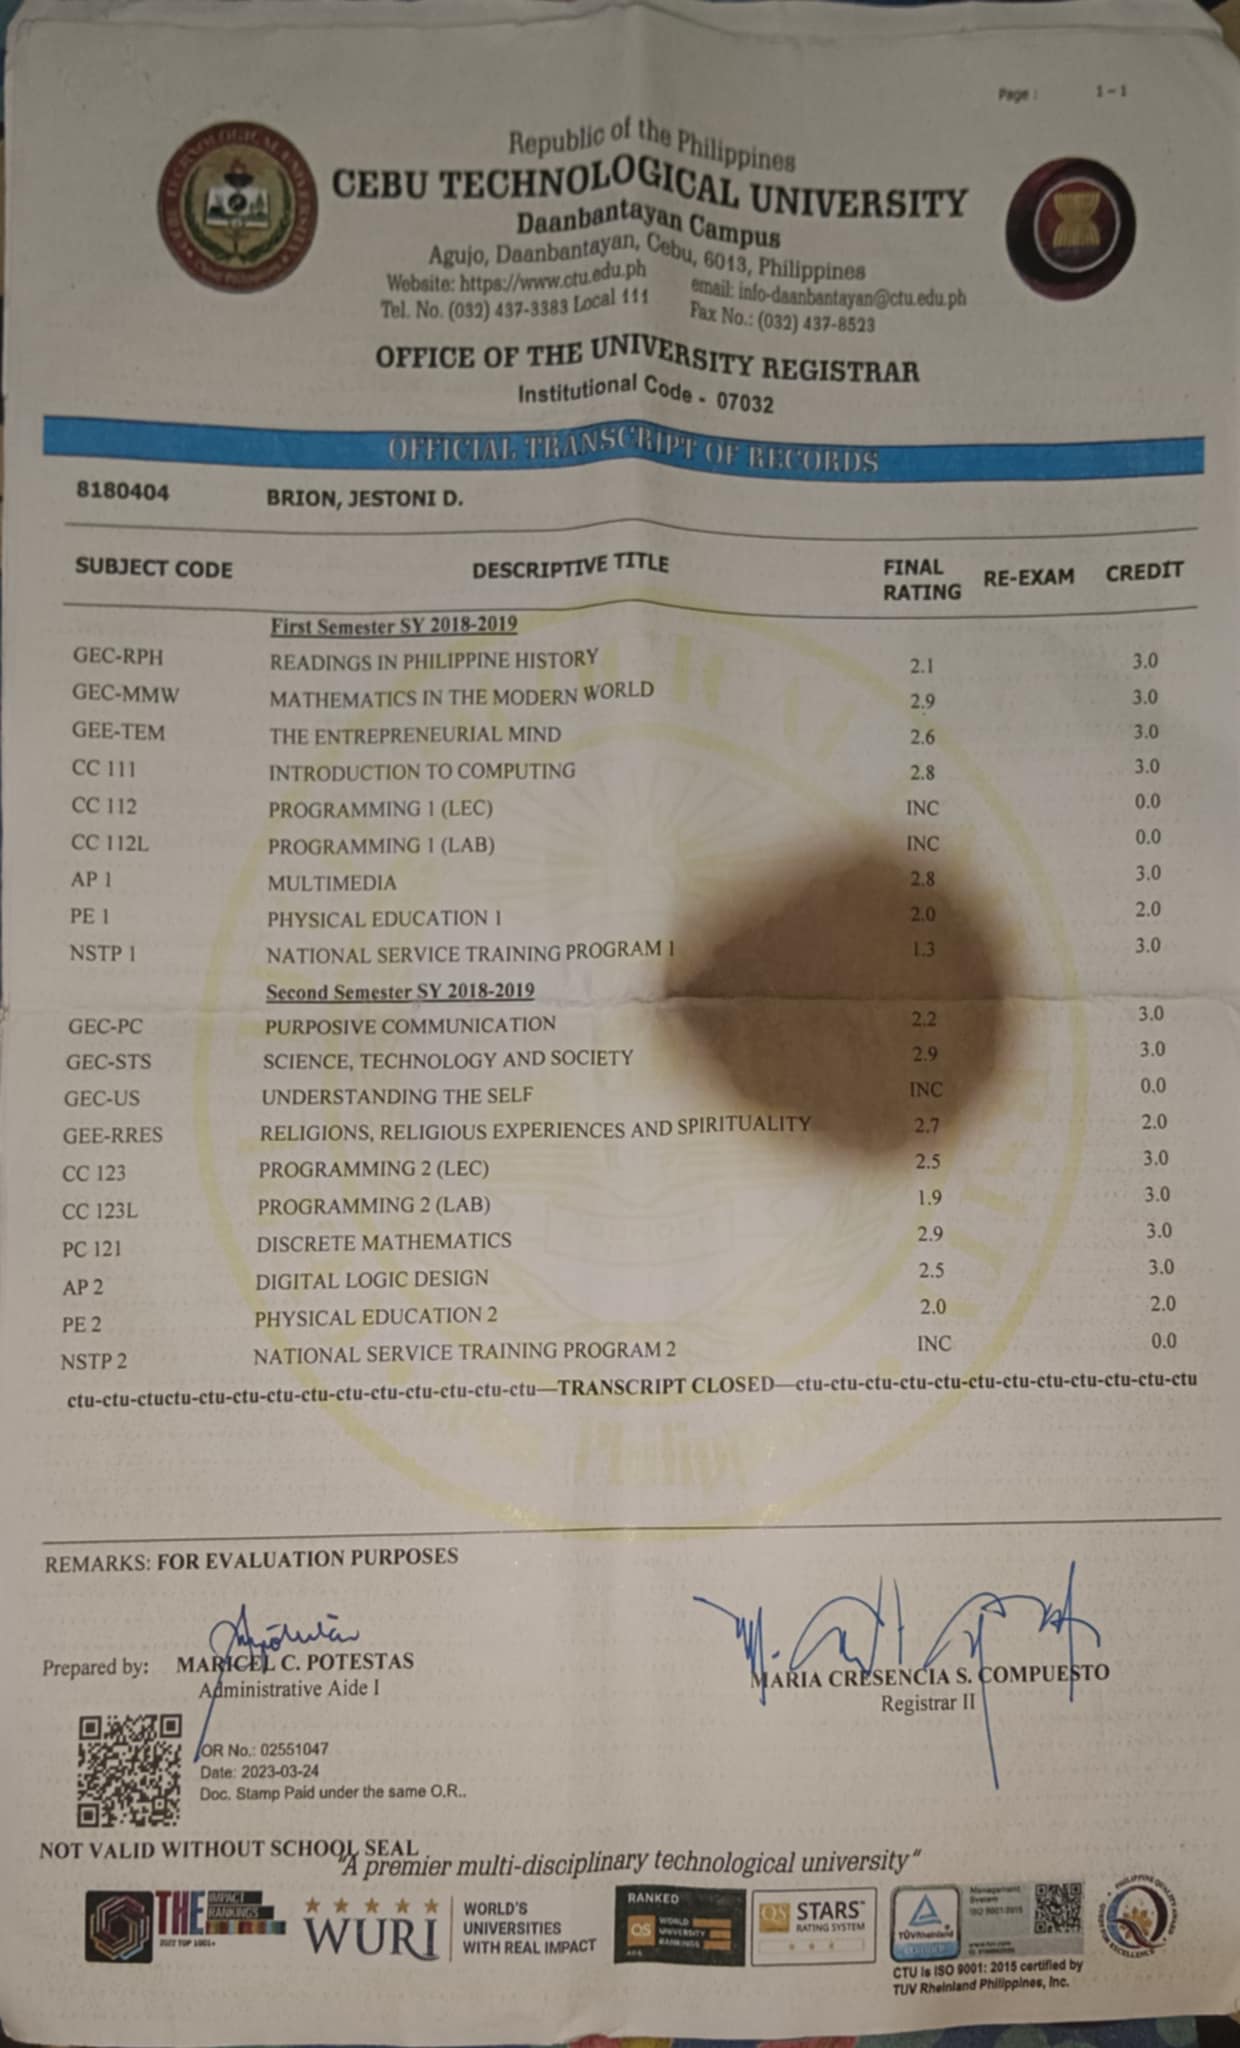 Page : 1-1
Republic of the Philippines
CEBU TECHNOLOGICAL UNIVERSITY
Daanbantayan Campus
Agujo, Daanbantayan, Cebu, 6013, Philippines
Website: https://www.ctu.edu.ph email: info-daanbantayan@ctu.edu.ph
Tel. No. (032) 437-3383 Local 111 Fax No.: (032) 437-8523
OFFICE OF THE UNIVERSITY REGISTRAR
Institutional Code - 07032
OFFICIAL TRANSCRIPT OF RECORDS
8180404 BRION, JESTONI D.
SUBJECT CODE DESCRIPTIVE TITLE FINAL RATING RE-EXAM CREDIT
First Semester SY 2018-2019
GEC-RPH READINGS IN PHILIPPINE HISTORY 2.1 3.0
GEC-MMW MATHEMATICS IN THE MODERN WORLD 2.9 3.0
GEE-TEM THE ENTREPRENEURIAL MIND 2.6 3.0
CC 111 INTRODUCTION TO COMPUTING 2.8 3.0
CC 112 PROGRAMMING 1 (LEC) INC 0.0
CC 112L PROGRAMMING 1 (LAB) INC 0.0
AP 1 MULTIMEDIA 2.8 3.0
PE 1 PHYSICAL EDUCATION 1 2.0 2.0
NSTP 1 NATIONAL SERVICE TRAINING PROGRAM 1 1.3 3.0
Second Semester SY 2018-2019
GEC-PC PURPOSIVE COMMUNICATION 2.2 3.0
GEC-STS SCIENCE, TECHNOLOGY AND SOCIETY 2.9 3.0
GEC-US UNDERSTANDING THE SELF INC 0.0
GEE-RRES RELIGIONS, RELIGIOUS EXPERIENCES AND SPIRITUALITY 2.7 2.0
CC 123 PROGRAMMING 2 (LEC) 2.5 3.0
CC 123L PROGRAMMING 2 (LAB) 1.9 3.0
PC 121 DISCRETE MATHEMATICS 2.9 3.0
AP 2 DIGITAL LOGIC DESIGN 2.5 3.0
PE 2 PHYSICAL EDUCATION 2 2.0 2.0
NSTP 2 NATIONAL SERVICE TRAINING PROGRAM 2 INC 0.0
ctu-ctu-ctuctu-ctu-ctu-ctu-ctu-ctu-ctu-ctu-ctu-ctu-ctu—TRANSCRIPT CLOSED—ctu-ctu-ctu-ctu-ctu-ctu-ctu-ctu-ctu-ctu-ctu-ctu
REMARKS: FOR EVALUATION PURPOSES
Prepared by: MARICEL C. POTESTAS
Administrative Aide I
MARIA CRESENCIA S. COMPUESTO
Registrar II
OR No.: 02551047
Date: 2023-03-24
Doc. Stamp Paid under the same O.R..
NOT VALID WITHOUT SCHOOL SEAL
"A premier multi-disciplinary technological university"
THE IMPACT RANKINGS
WURI WORLD'S UNIVERSITIES WITH REAL IMPACT
RANKED QS WORLD UNIVERSITY RANKINGS
QS STARS RATING SYSTEM
TÜVRheinland CERTIFIED
Management System ISO 9001:2015
CTU is ISO 9001: 2015 certified by
TUV Rheinland Philippines, Inc.